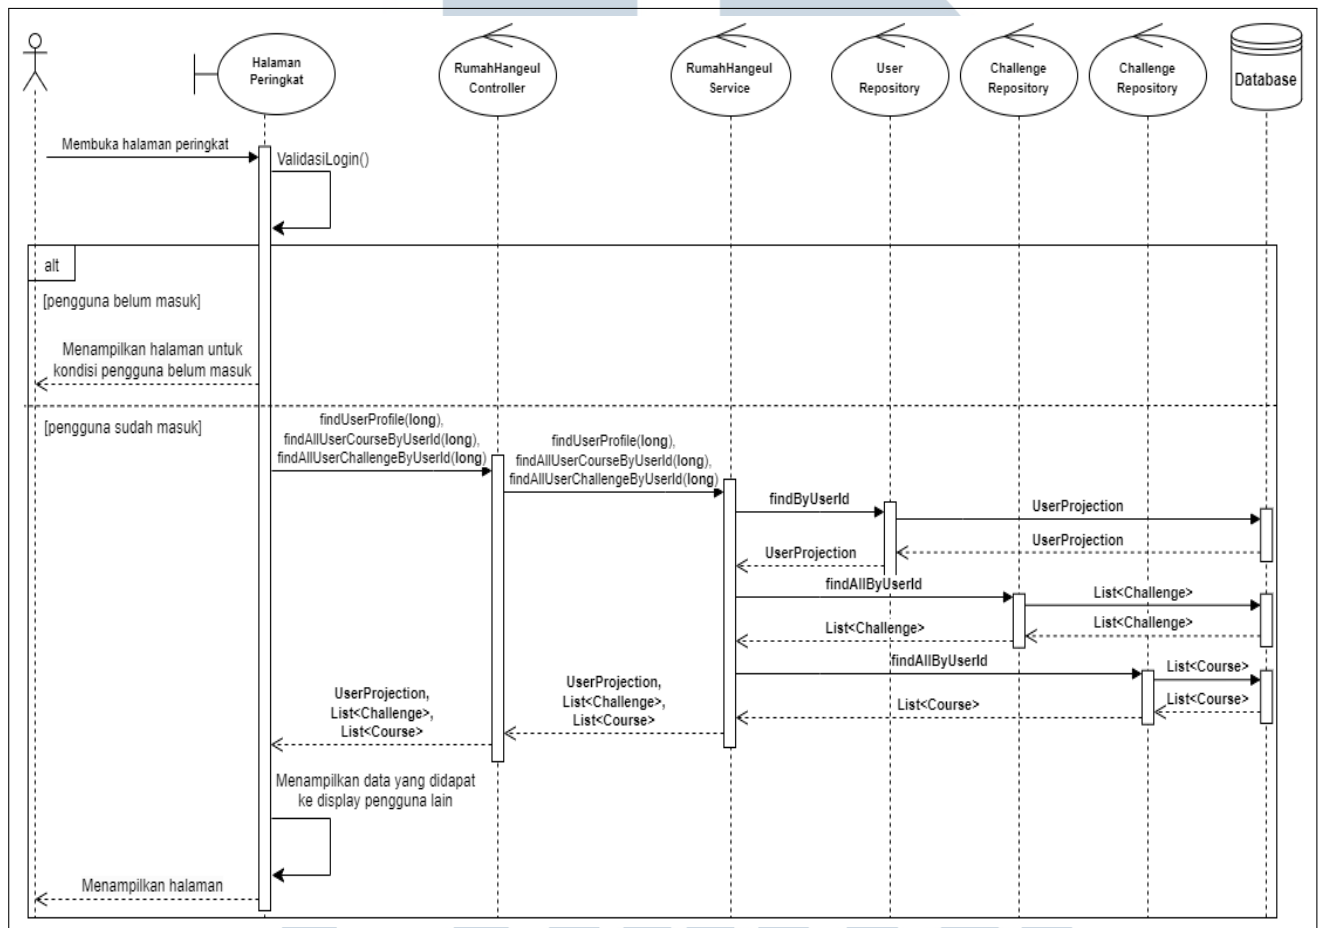 Halaman
Peringkat
RumahHangeul
Controller
RumahHangeul
Service
User
Repository
Challenge
Repository
Challenge
Repository
Database
Membuka halaman peringkat
ValidasiLogin()
alt
[pengguna belum masuk]
Menampilkan halaman untuk
kondisi pengguna belum masuk
[pengguna sudah masuk]
findUserProfile(long),
findAllUserCourseByUserId(long),
findAllUserChallengeByUserId(long)
findUserProfile(long),
findAllUserCourseByUserId(long),
findAllUserChallengeByUserId(long)
findByUserId
UserProjection
UserProjection
UserProjection
findAllByUserId
List<Challenge>
List<Challenge>
List<Challenge>
findAllByUserId
List<Course>
List<Course>
List<Course>
UserProjection,
List<Challenge>,
List<Course>
UserProjection,
List<Challenge>,
List<Course>
Menampilkan data yang didapat
ke display pengguna lain
Menampilkan halaman